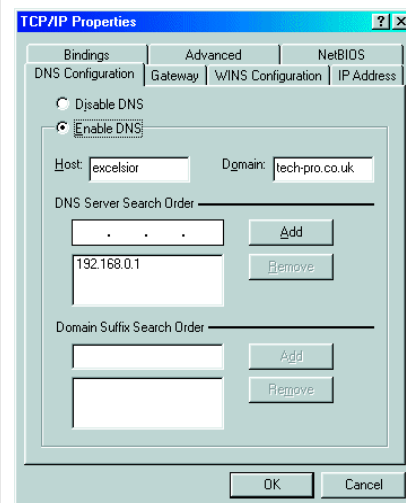 TCP/IP Properties
? X
Bindings Advanced NetBIOS
DNS Configuration Gateway WINS Configuration IP Address
Disable DNS
Enable DNS
Host: excelsior Domain: tech-pro.co.uk
DNS Server Search Order
. . . Add
192.168.0.1 Remove
Domain Suffix Search Order
Add
Remove
OK Cancel